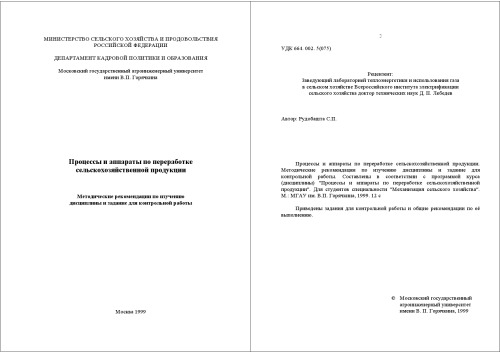 МИНИСТЕРСТВО СЕЛЬСКОГО ХОЗЯЙСТВА И ПРОДОВОЛЬСТВИЯ
РОССИЙСКОЙ ФЕДЕРАЦИИ
ДЕПАРТАМЕНТ КАДРОВОЙ ПОЛИТИКИ И ОБРАЗОВАНИЯ
Московский государственный агроинженерный университет
имени В.П. Горячкина
Процессы и аппараты по переработке
сельскохозяйственной продукции
Методические рекомендации по изучению
дисциплины и задание для контрольной работы
Москва 1999
2
УДК 664. 002. 5(075)
Рецензент:
Заведующий лабораторией теплоэнергетики и использования газа
в сельском хозяйстве Всероссийского института электрификации
сельского хозяйства доктор технических наук Д. П. Лебедев
Автор: Рудобашта С.П.
Процессы и аппараты по переработке сельскохозяйственной продукции.
Методические рекомендации по изучению дисциплины и задание для
контрольной работы. Составлены в соответствии с программой курса
(дисциплины) "Процессы и аппараты по переработке сельскохозяйственной
продукции". Для студентов специальности "Механизация сельского хозяйства".
М.: МГАУ им. В.П. Горячкина, 1999. 12 с
Приведены задания для контрольной работы и общие рекомендации по её
выполнению.
© Московский государственный
агроинженерный университет
имени В. П. Горячкина, 1999